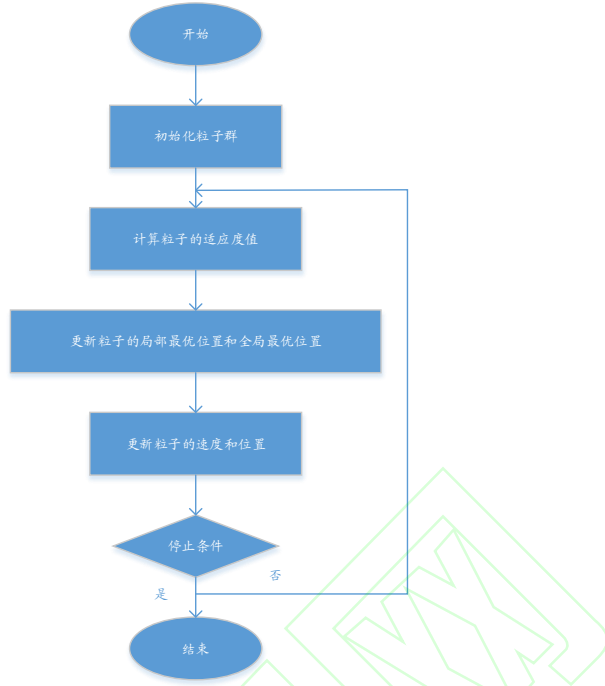 开始
初始化粒子群
计算粒子的适应度值
更新粒子的局部最优位置和全局最优位置
更新粒子的速度和位置
停止条件
否
是
结束